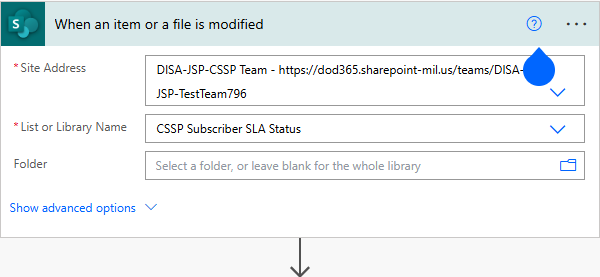 When an item or a file is modified
* Site Address
DISA-JSP-CSSP Team - https://dod365.sharepoint-mil.us/teams/DISA-
JSP-TestTeam796
* List or Library Name
CSSP Subscriber SLA Status
Folder
Select a folder, or leave blank for the whole library
Show advanced options